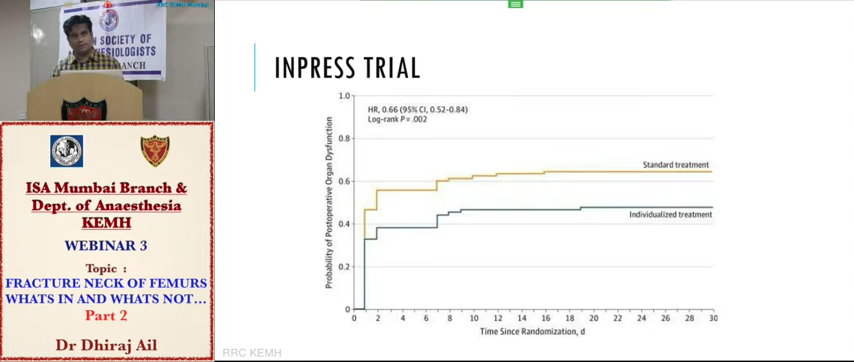 RRC KEMH Mumbai
SOCIETY OF
BRANCH
ISA Mumbai Branch &
Dept. of Anaesthesia
KEMH
WEBINAR 3
Topic :
FRACTURE NECK OF FEMURS
WHATS IN AND WHATS NOT...
Part 2
Dr Dhiraj Ail
INPRESS TRIAL
HR, 0.66 (95% CI, 0.52-0.84)
Log-rank P = .002
Standard treatment
Individualized treatment
Probability of Postoperative Organ Dysfunction
1.0
0.8
0.6
0.4
0.2
0
0 2 4 6 8 10 12 14 16 18 20 22 24 26 28 30
Time Since Randomization, d
RRC KEMH